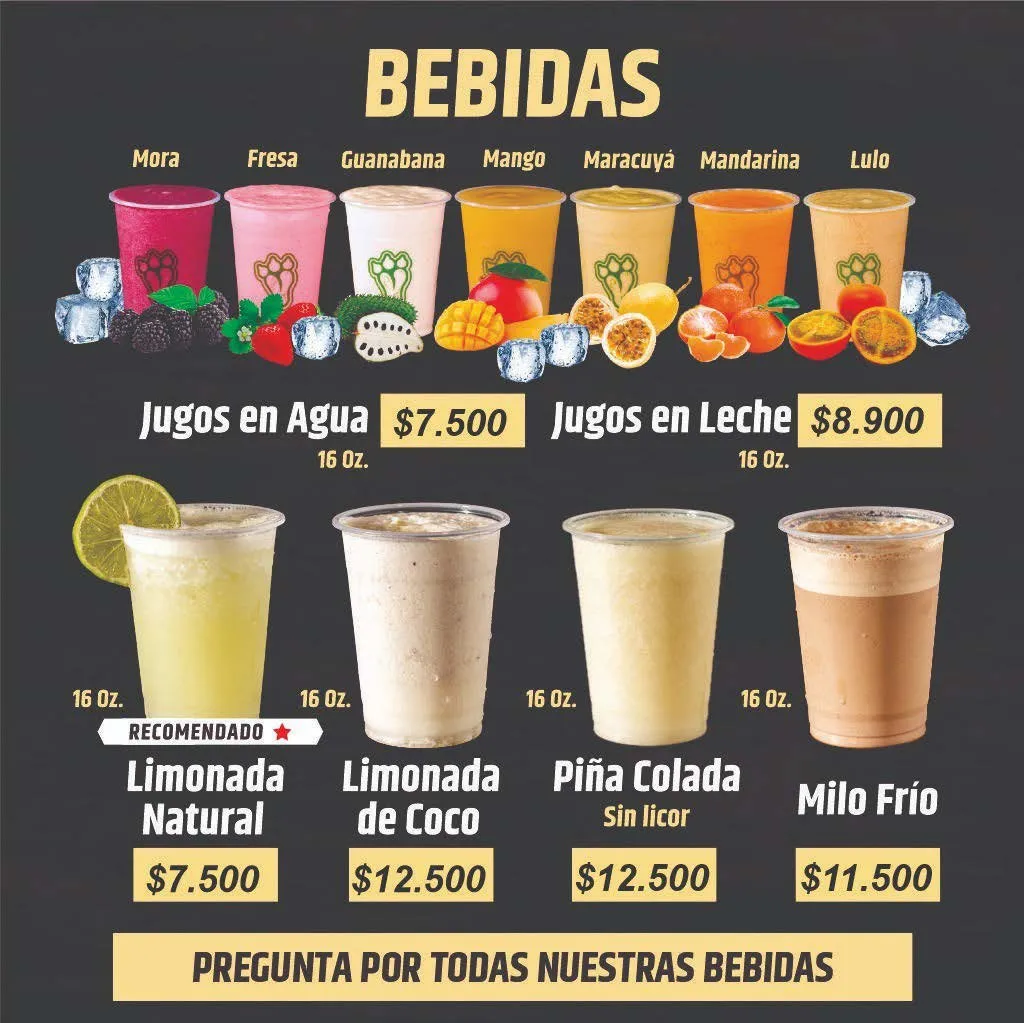 BEBIDAS
Mora Fresa Guanabana Mango Maracuyá Mandarina Lulo
Jugos en Agua $7.500 Jugos en Leche $8.900
16 Oz. 16 Oz.
16 Oz. 16 Oz. 16 Oz. 16 Oz.
RECOMENDADO
Limonada
Natural
$7.500
Limonada
de Coco
$12.500
Piña Colada
Sin licor
$12.500
Milo Frío
$11.500
PREGUNTA POR TODAS NUESTRAS BEBIDAS